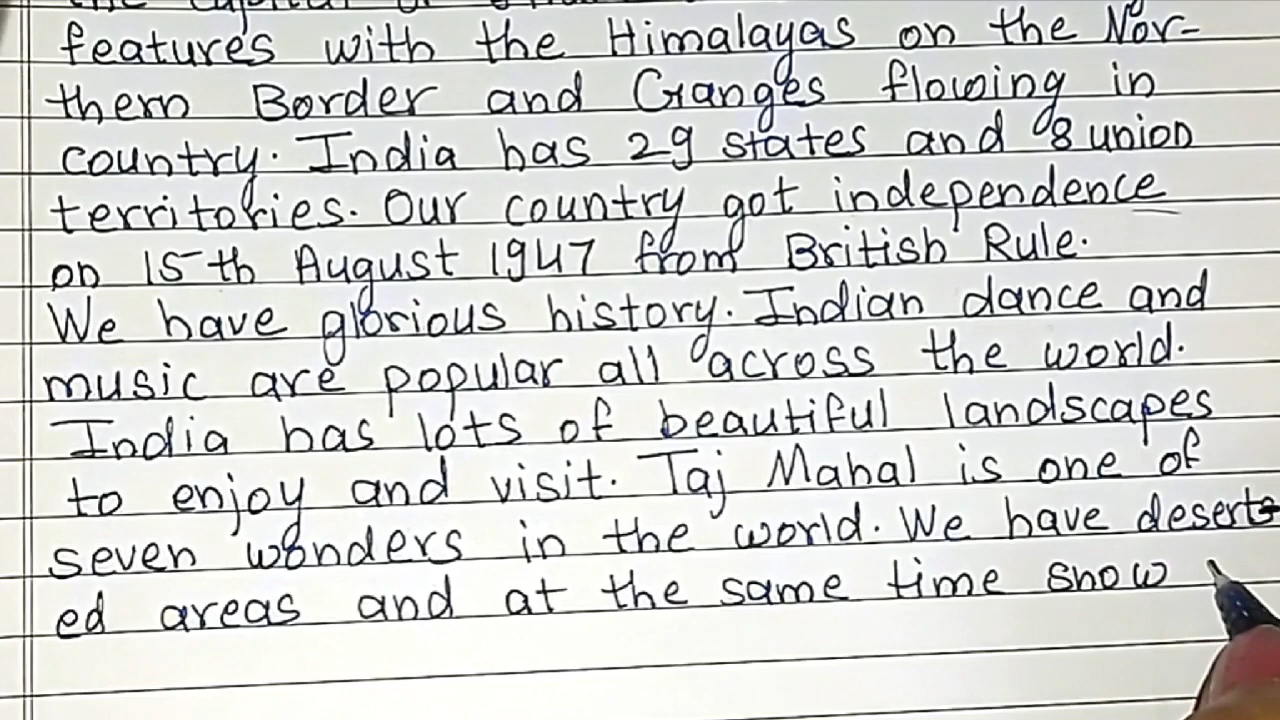 the capital of
features with the Himalayas on the Nor-
thern Border and Ganges flowing in
country. India has 29 states and 8 union
territories. Our country got independence
on 15th August 1947 from British Rule.
We have glorious history. Indian dance and
music are popular all across the world.
India has lots of beautiful landscapes
to enjoy and visit. Taj Mahal is one of
seven wonders in the world. We have desert-
ed areas and at the same time snow